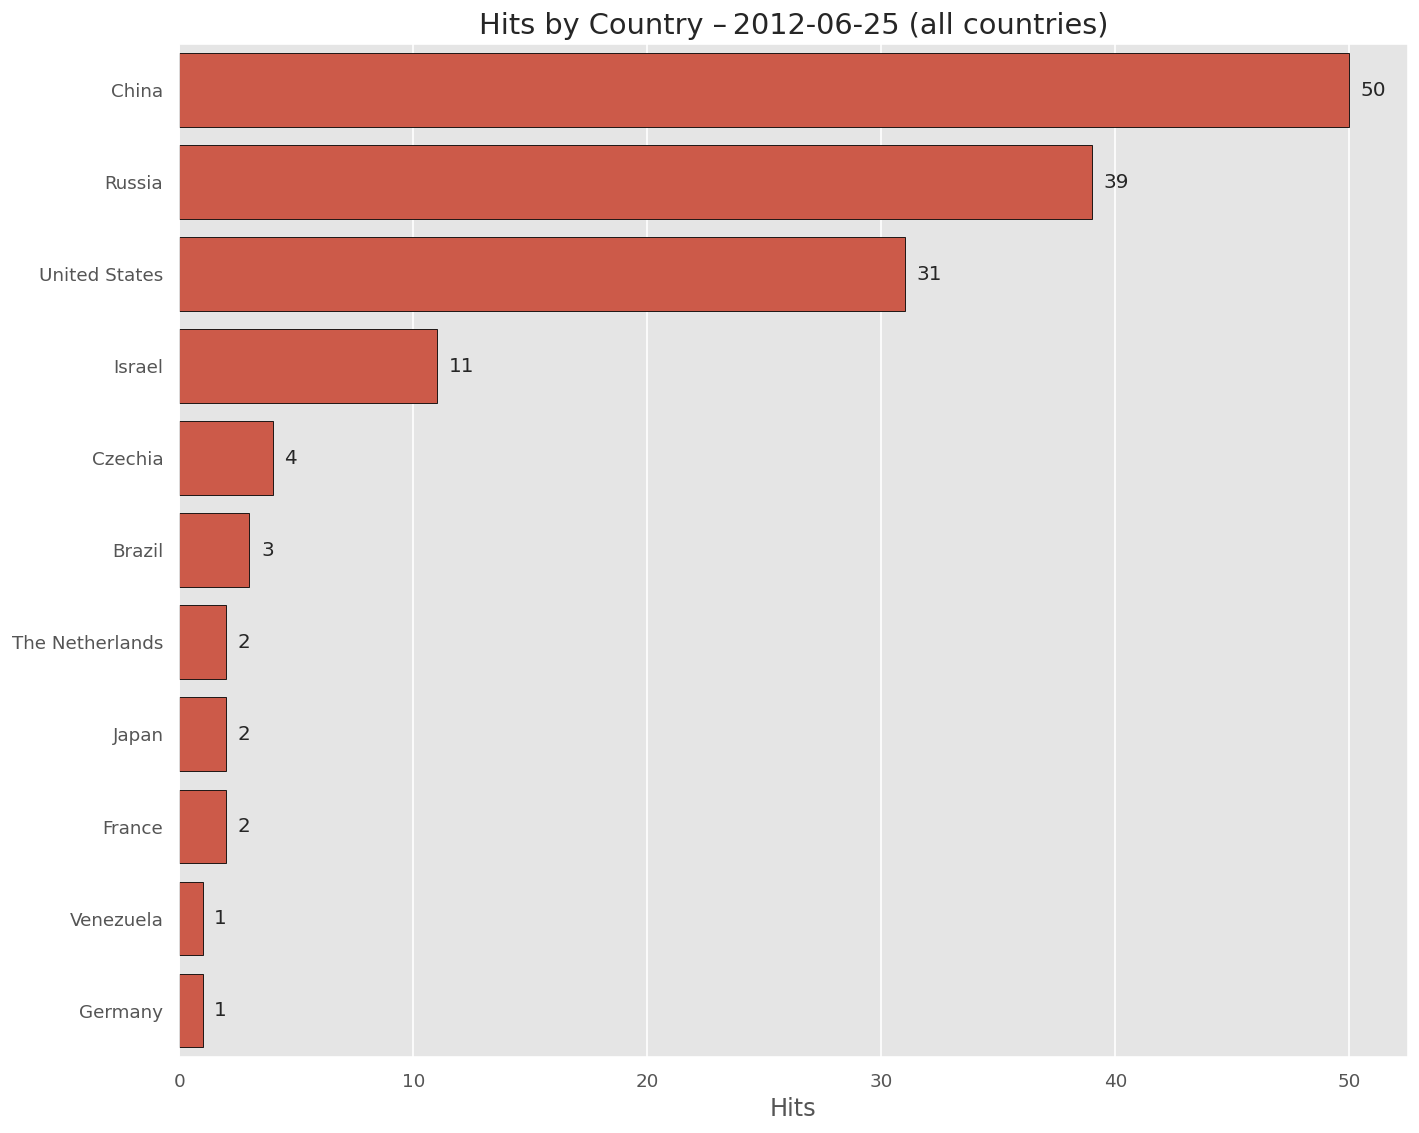 Hits by Country – 2012-06-25 (all countries)
China 50
Russia 39
United States 31
Israel 11
Czechia 4
Brazil 3
The Netherlands 2
Japan 2
France 2
Venezuela 1
Germany 1
0 10 20 30 40 50
Hits